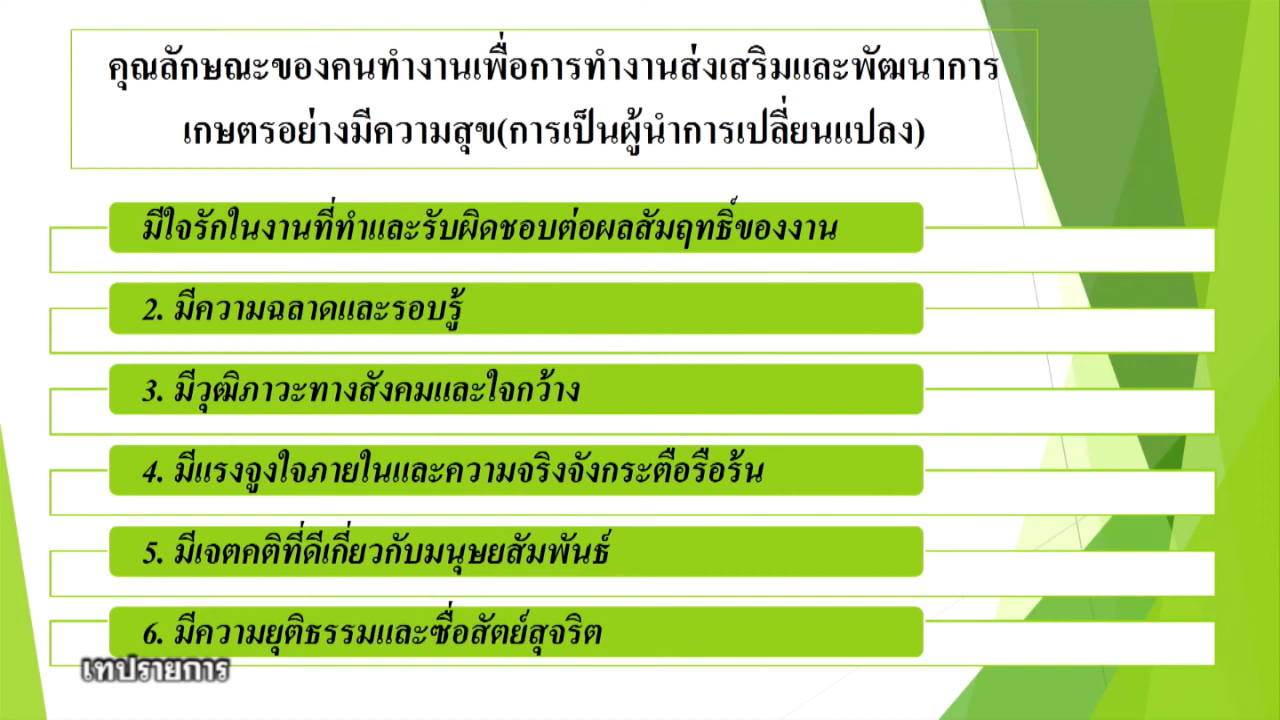 คุณลักษณะของคนทำงานเพื่อการทำงานส่งเสริมและพัฒนาการ
เกษตรอย่างมีความสุข(การเป็นผู้นำการเปลี่ยนแปลง)
มีใจรักในงานที่ทำและรับผิดชอบต่อผลสัมฤทธิ์ของงาน
2. มีความฉลาดและรอบรู้
3. มีวุฒิภาวะทางสังคมและใจกว้าง
4. มีแรงจูงใจภายในและความจริงจังกระตือรือร้น
5. มีเจตคติที่ดีเกี่ยวกับมนุษยสัมพันธ์
6. มีความยุติธรรมและซื่อสัตย์สุจริต
เทปรายการ